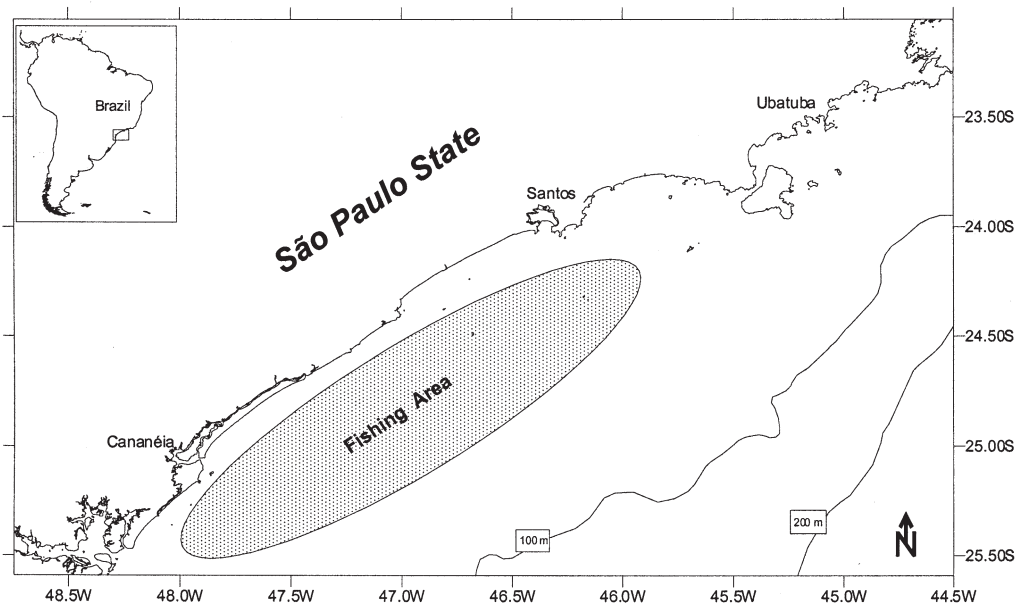 Brazil
São Paulo State
Ubatuba
Santos
Cananéia
Fishing Area
100 m
200 m
N
23.50S
24.00S
24.50S
25.00S
25.50S
48.5W
48.0W
47.5W
47.0W
46.5W
46.0W
45.5W
45.0W
44.5W